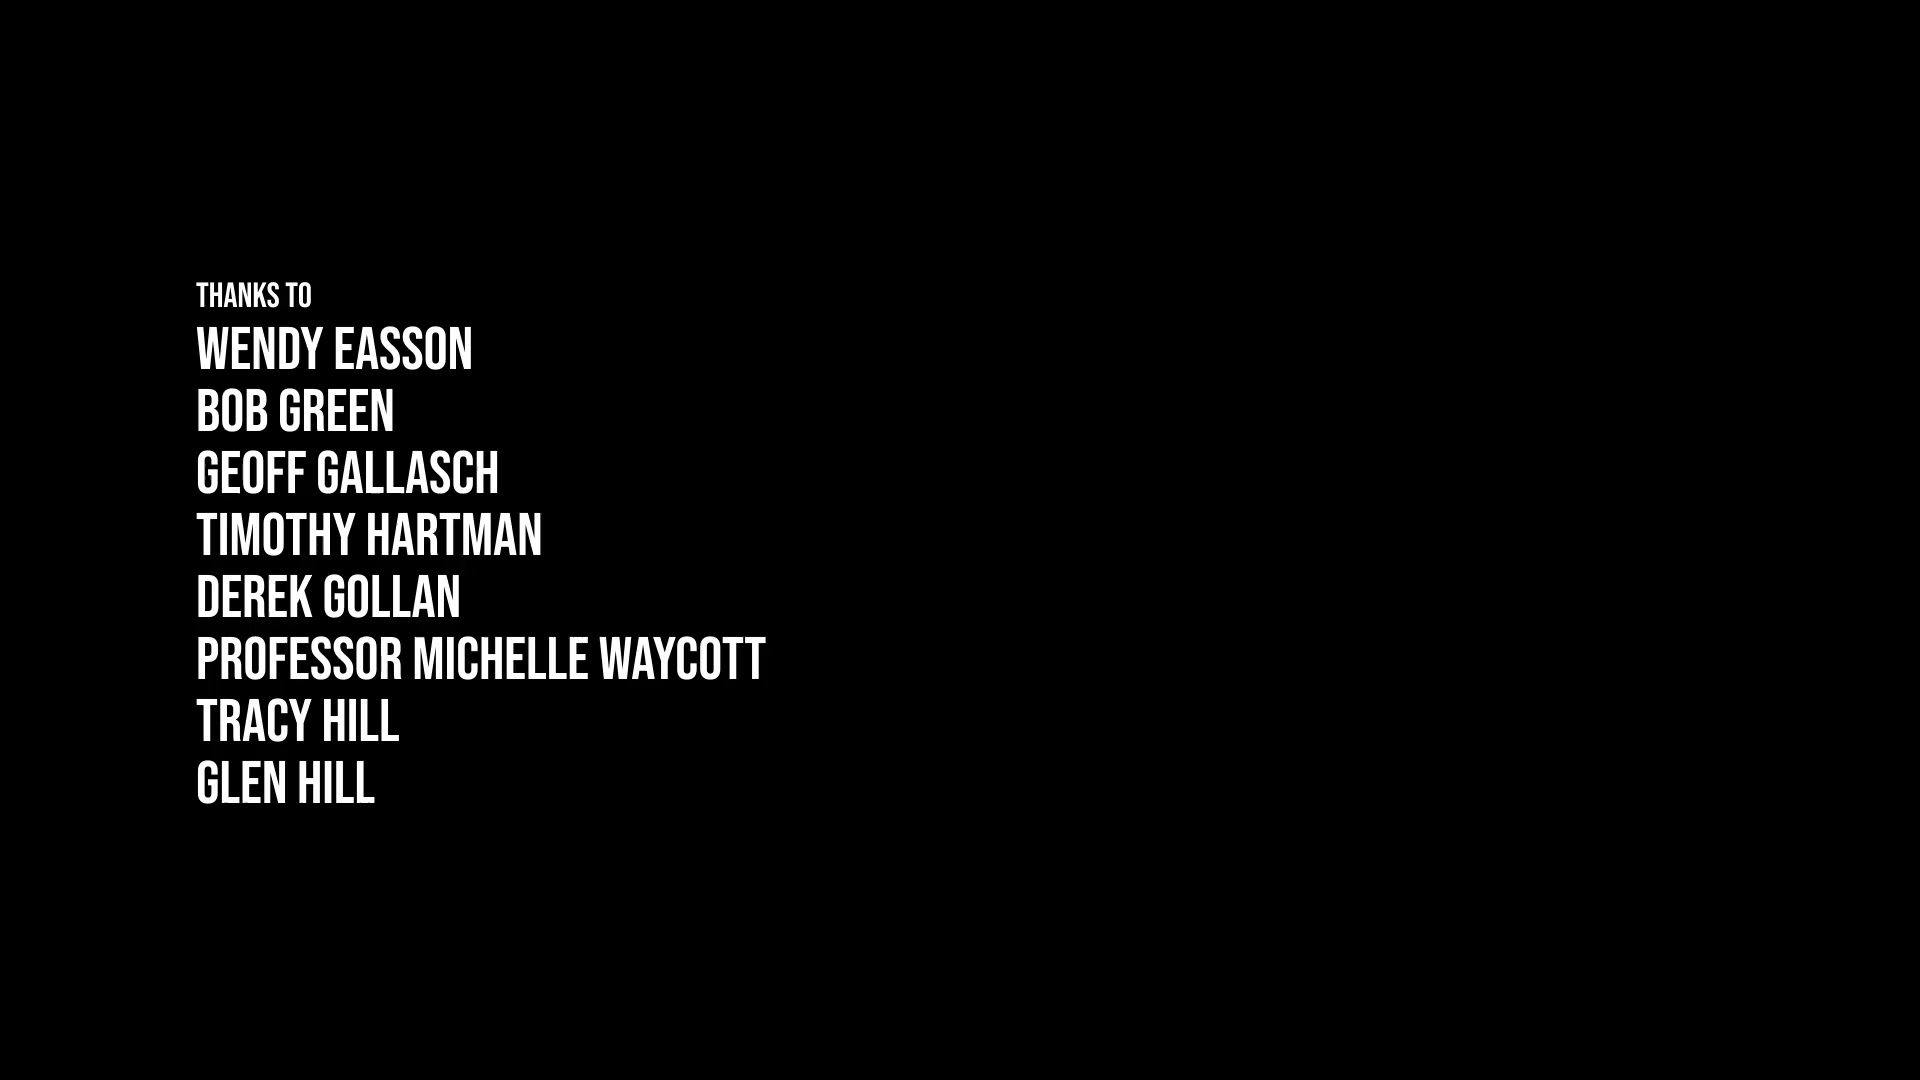 THANKS TO
WENDY EASSON
BOB GREEN
GEOFF GALLASCH
TIMOTHY HARTMAN
DEREK GOLLAN
PROFESSOR MICHELLE WAYCOTT
TRACY HILL
GLEN HILL